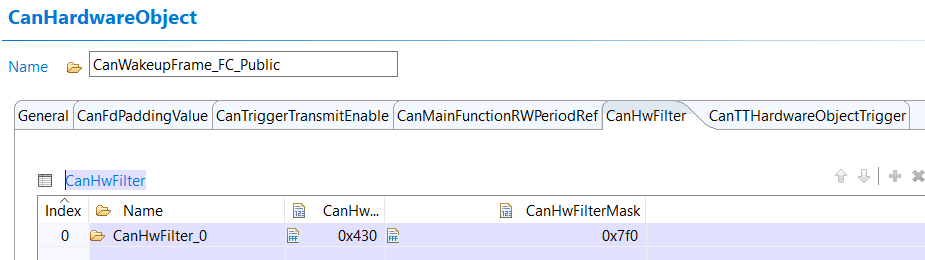 CanHardwareObject
Name CanWakeupFrame_FC_Public
General CanFdPaddingValue CanTriggerTransmitEnable CanMainFunctionRWPeriodRef CanHwFilter CanTTHardwareObjectTrigger
CanHwFilter
Index Name CanHw... CanHwFilterMask
0 CanHwFilter_0 0x430 0x7f0